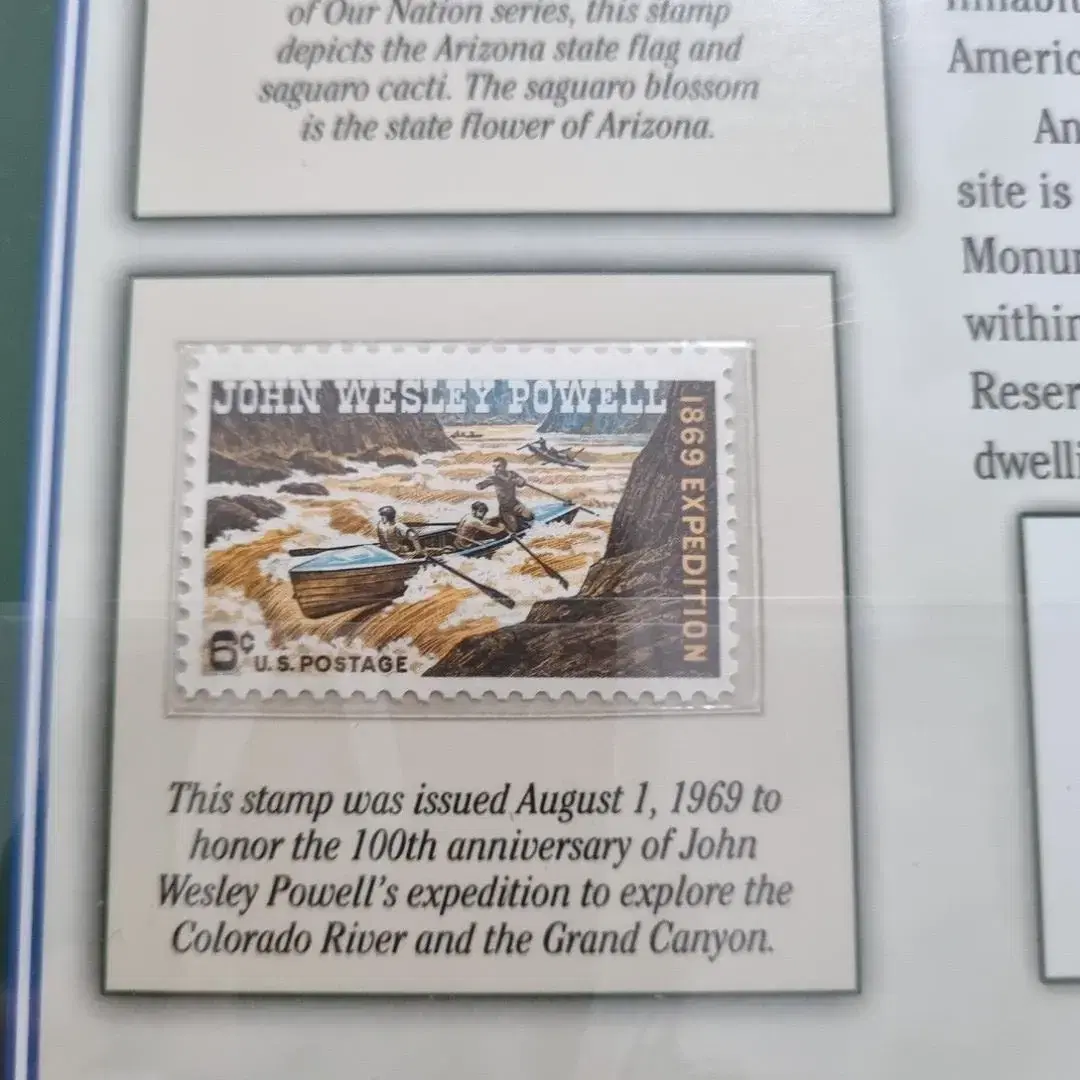 of Our Nation series, this stamp
depicts the Arizona state flag and
saguaro cacti. The saguaro blossom
is the state flower of Arizona.
JOHN WESLEY POWELL
1869 EXPEDITION
6¢ U.S. POSTAGE
This stamp was issued August 1, 1969 to
honor the 100th anniversary of John
Wesley Powell's expedition to explore the
Colorado River and the Grand Canyon.
Americ
An
site is
Monu
within
Reser
dwelli